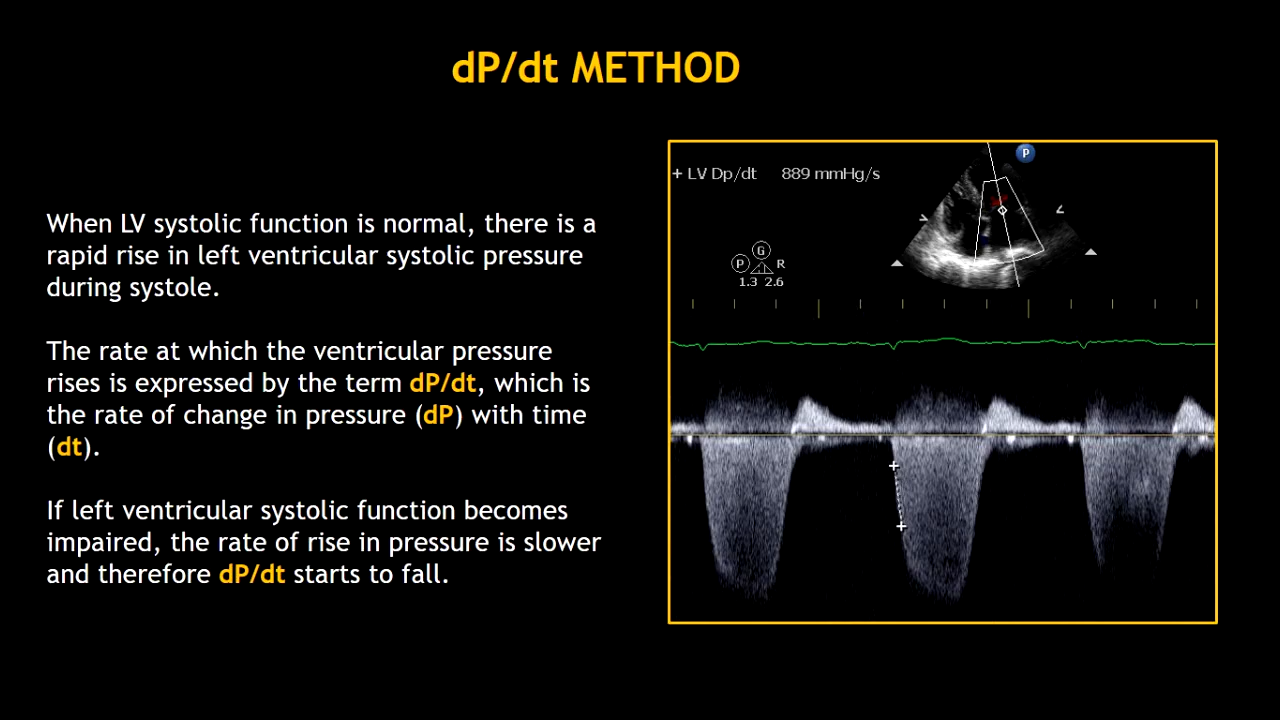 dP/dt METHOD
When LV systolic function is normal, there is a
rapid rise in left ventricular systolic pressure
during systole.
The rate at which the ventricular pressure
rises is expressed by the term dP/dt, which is
the rate of change in pressure (dP) with time
(dt).
If left ventricular systolic function becomes
impaired, the rate of rise in pressure is slower
and therefore dP/dt starts to fall.
P
+ LV Dp/dt 889 mmHg/s
G
P R
1.3 2.6